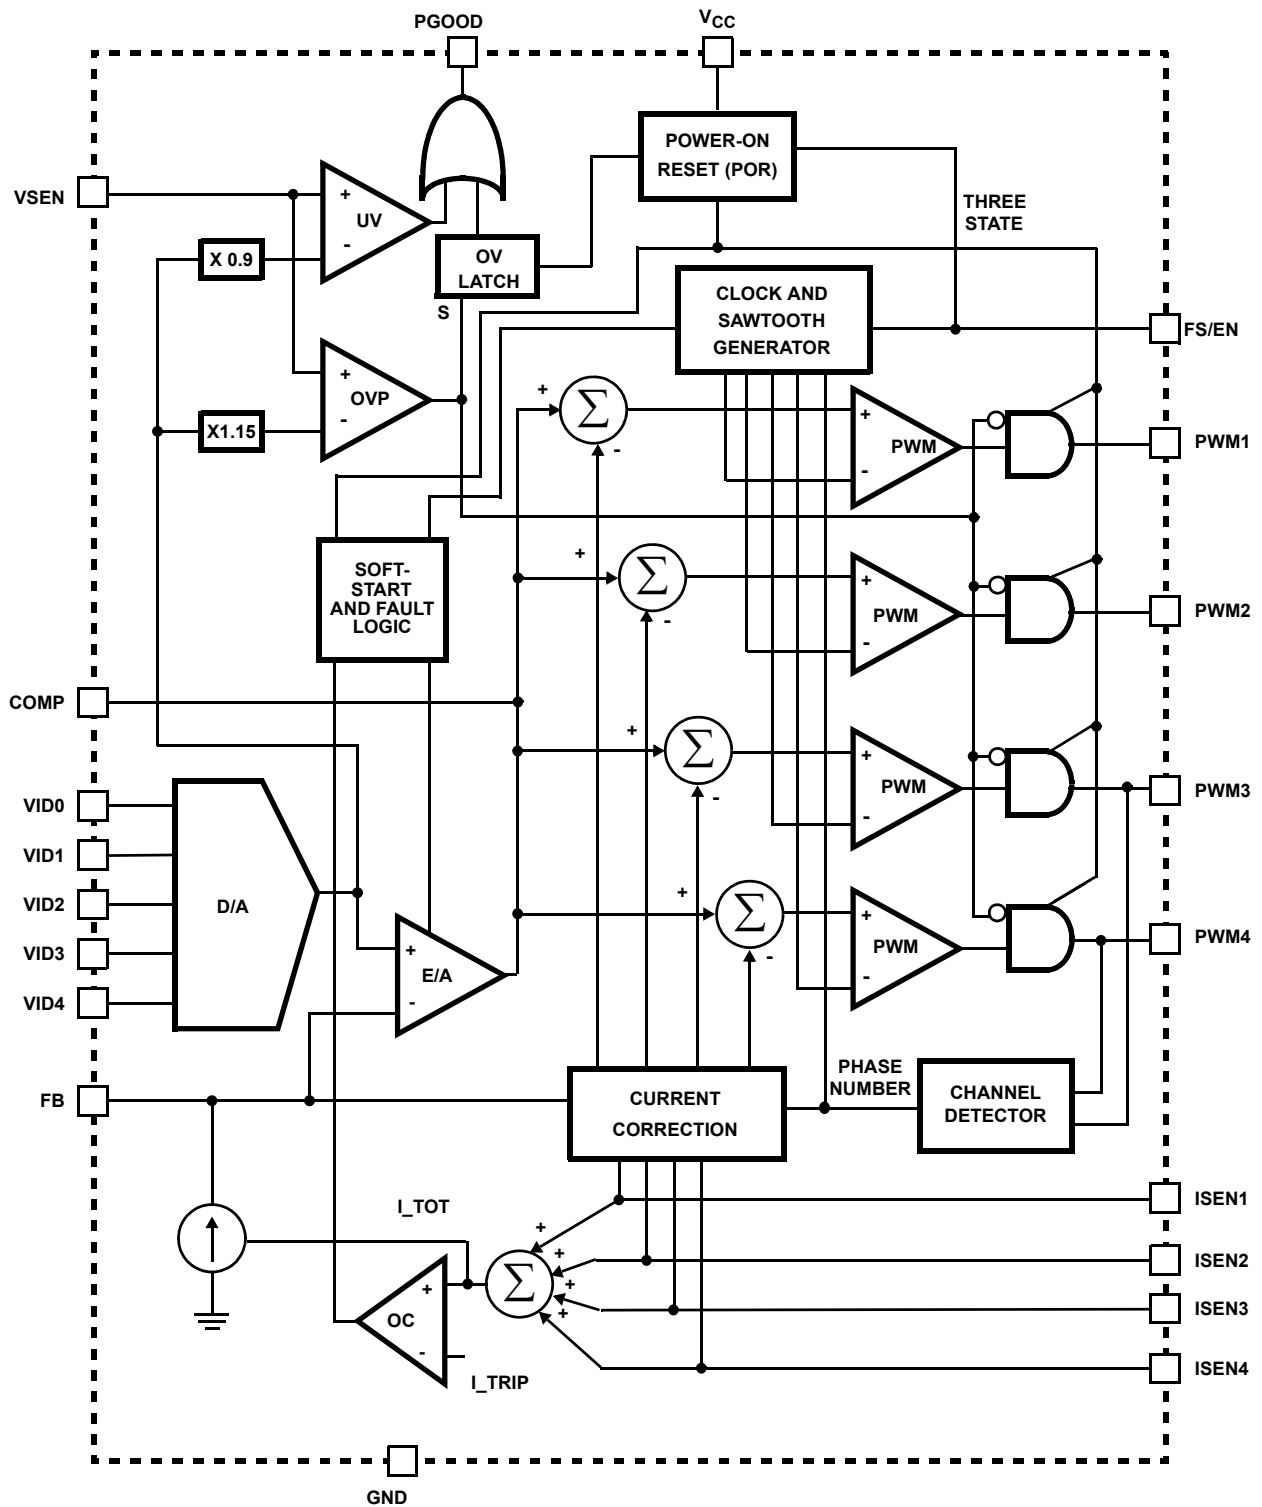 PGOOD
VCC
POWER-ON
RESET (POR)
VSEN
+
UV
-
THREE
STATE
X 0.9
OV
LATCH
S
CLOCK AND
SAWTOOTH
GENERATOR
FS/EN
+
OVP
-
X1.15
+
Σ
-
+
PWM
-
PWM1
SOFT-
START
AND FAULT
LOGIC
+
Σ
-
+
PWM
-
PWM2
COMP
+
Σ
-
+
PWM
-
PWM3
VID0
VID1
VID2
VID3
VID4
D/A
+
E/A
-
+
Σ
-
+
PWM
-
PWM4
FB
CURRENT
CORRECTION
PHASE
NUMBER
CHANNEL
DETECTOR
I_TOT
+
+
+
+
Σ
ISEN1
ISEN2
ISEN3
ISEN4
+
OC
-
I_TRIP
GND